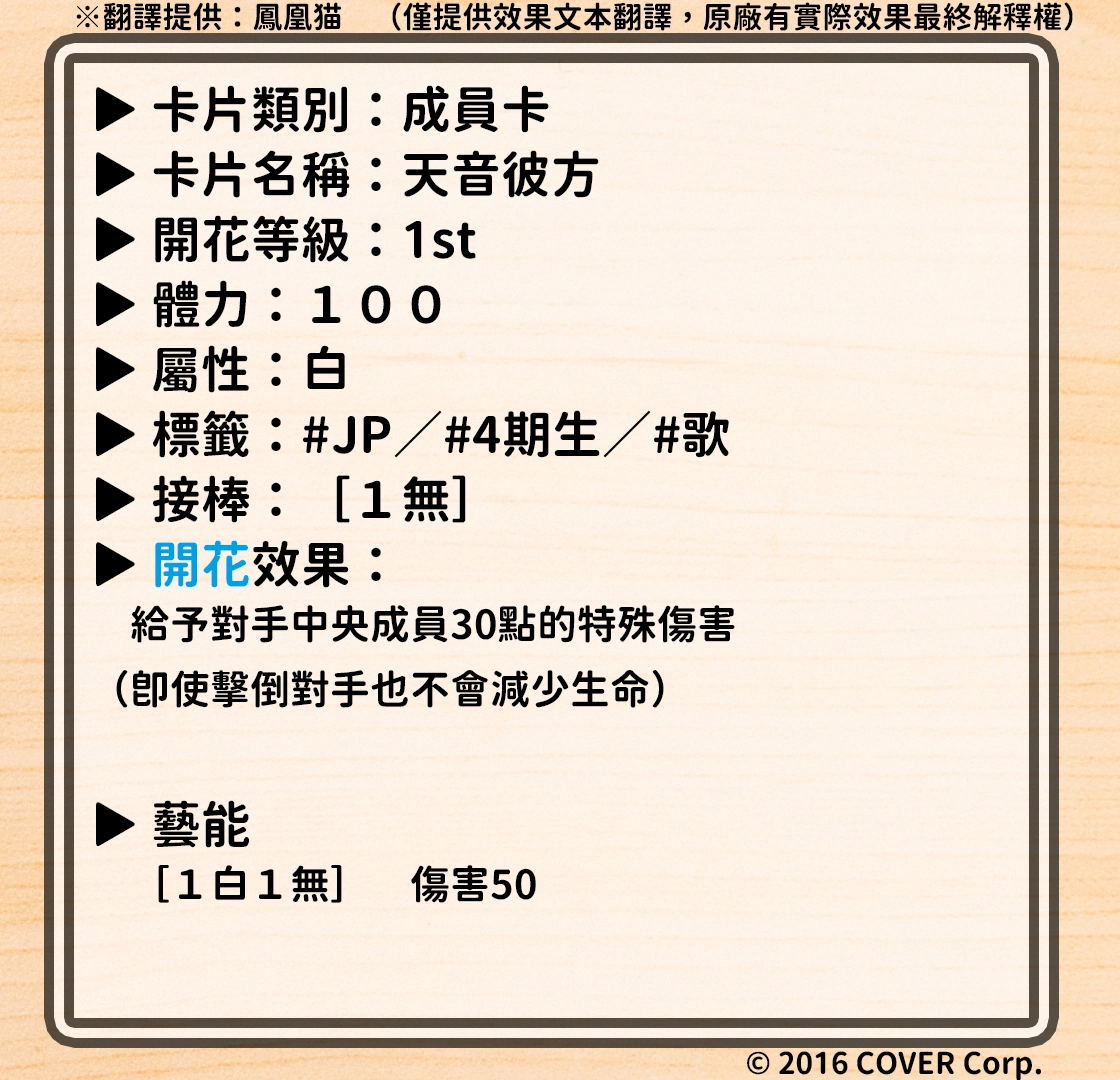 ※翻譯提供：鳳凰猫　（僅提供效果文本翻譯，原廠有實際效果最終解釋權）
▶ 卡片類別：成員卡
▶ 卡片名稱：天音彼方
▶ 開花等級：1st
▶ 體力：１００
▶ 屬性：白
▶ 標籤：#JP／#4期生／#歌
▶ 接棒：［１無］
▶ 開花效果：
給予對手中央成員30點的特殊傷害
（即使擊倒對手也不會減少生命）
▶ 藝能
［１白１無］　傷害50
© 2016 COVER Corp.